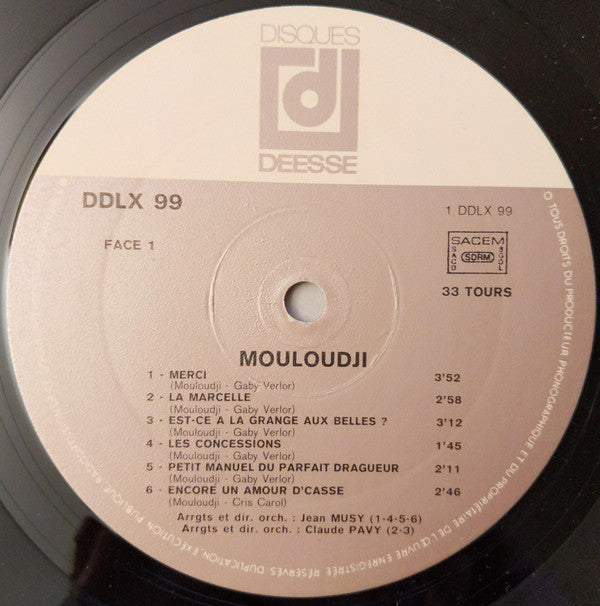 DISQUES
DEESSE
DDLX 99
1 DDLX 99
FACE 1
SACEM
SACD
SDRM
SGDL
33 TOURS
MOULOUDJI
1 - MERCI 3'52
(Mouloudji - Gaby Verlor)
2 - LA MARCELLE 2'58
(Mouloudji - Gaby Verlor)
3 - EST-CE A LA GRANGE AUX BELLES ? 3'12
(Mouloudji - Gaby Verlor)
4 - LES CONCESSIONS 1'45
(Mouloudji - Gaby Verlor)
5 - PETIT MANUEL DU PARFAIT DRAGUEUR 2'11
(Mouloudji - Gaby Verlor)
6 - ENCORE UN AMOUR D'CASSE 2'46
(Mouloudji - Cris Carol)
Arrgts et dir. orch. : Jean MUSY (1-4-5-6)
Arrgts et dir. orch. : Claude PAVY (2-3)
TOUS DROITS DU PRODUCTEUR PHONOGRAPHIQUE ET DU PROPRIÉTAIRE DE L'ŒUVRE ENREGISTRÉE RÉSERVÉS. DUPLICATION, EXÉCUTION PUBLIQUE,